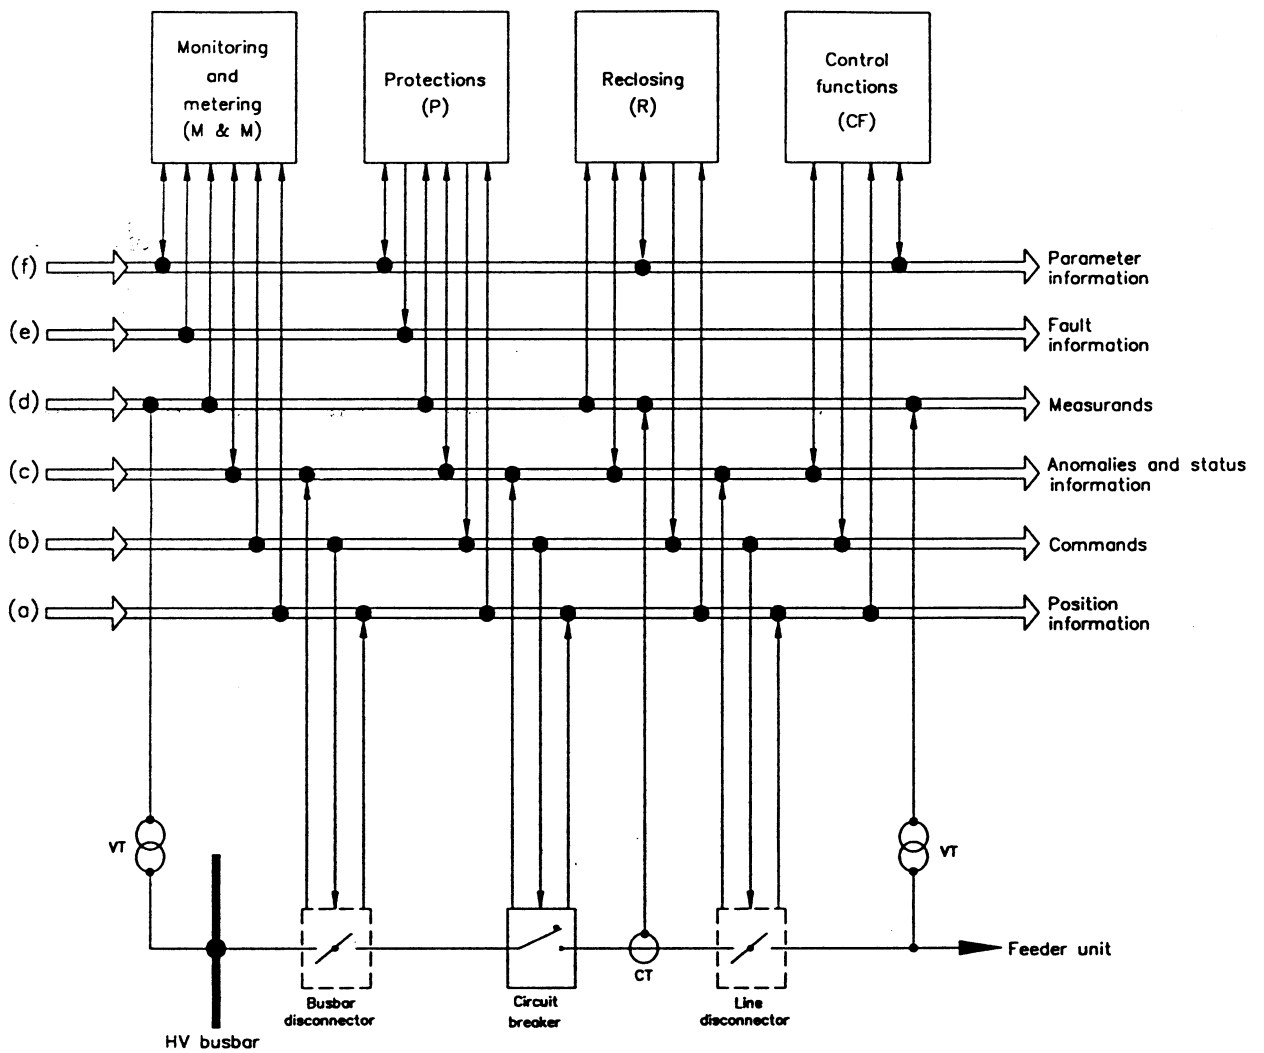 Monitoring
and
metering
(M & M)
Protections
(P)
Reclosing
(R)
Control
functions
(CF)
(f)
Parameter
information
(e)
Fault
information
(d)
Measurands
(c)
Anomalies and status
information
(b)
Commands
(a)
Position
information
VT
VT
Feeder unit
CT
Busbar
disconnector
Circuit
breaker
Line
disconnector
HV busbar